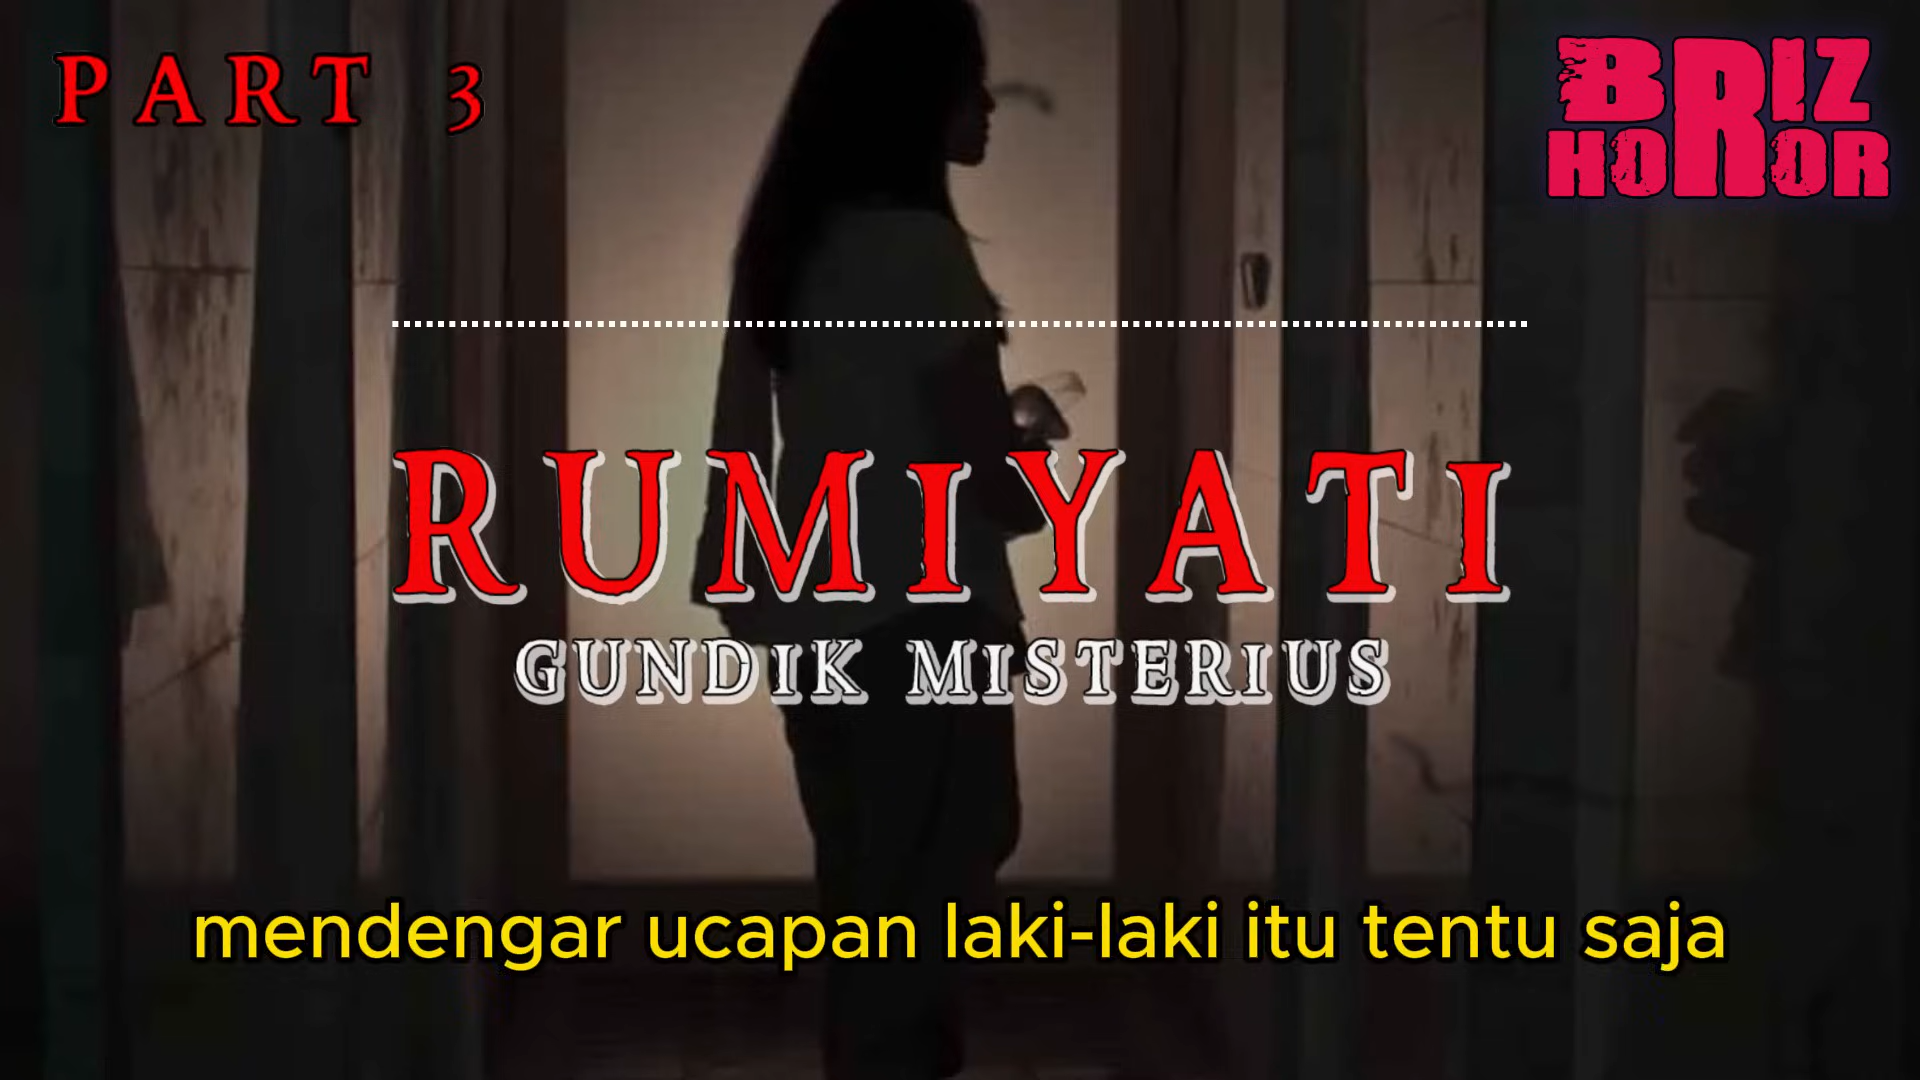 PART 3
BRIZ
HOROR
RUMIYATI
GUNDIK MISTERIUS
mendengar ucapan laki-laki itu tentu saja